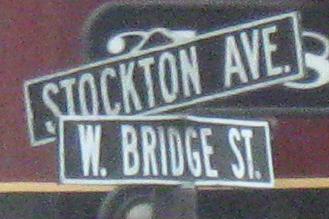 STOCKTON AVE.
W. BRIDGE ST.